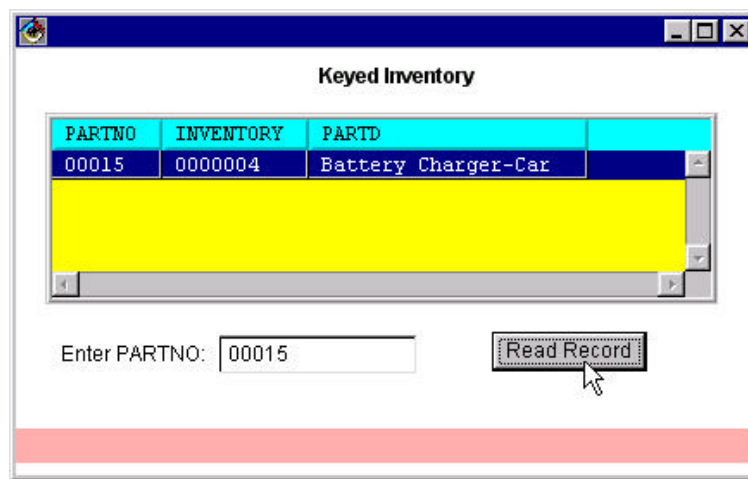 Keyed Inventory
PARTNO INVENTORY PARTD
00015 0000004 Battery Charger-Car
Enter PARTNO: 00015 Read Record